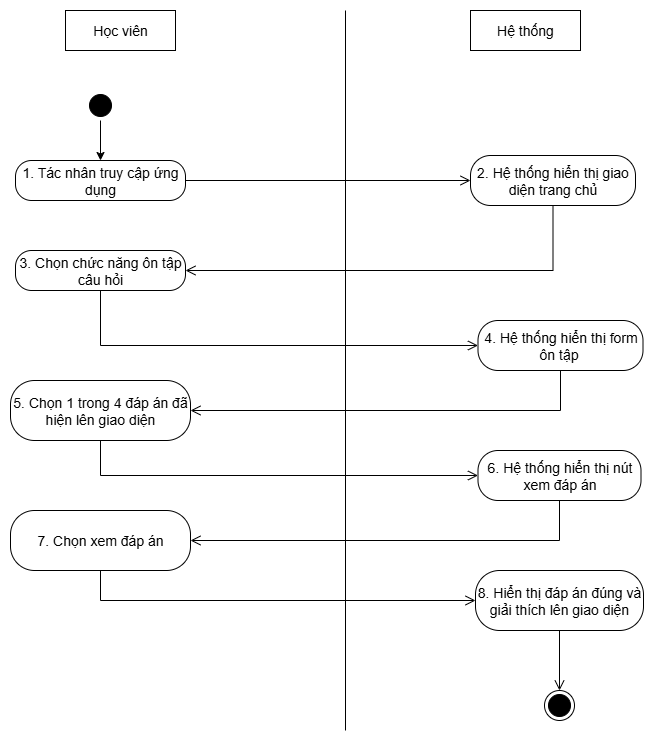 Học viên
Hệ thống
1. Tác nhân truy cập ứng
dụng
2. Hệ thống hiển thị giao
diện trang chủ
3. Chọn chức năng ôn tập
câu hỏi
4. Hệ thống hiển thị form
ôn tập
5. Chọn 1 trong 4 đáp án đã
hiện lên giao diện
6. Hệ thống hiển thị nút
xem đáp án
7. Chọn xem đáp án
8. Hiển thị đáp án đúng và
giải thích lên giao diện